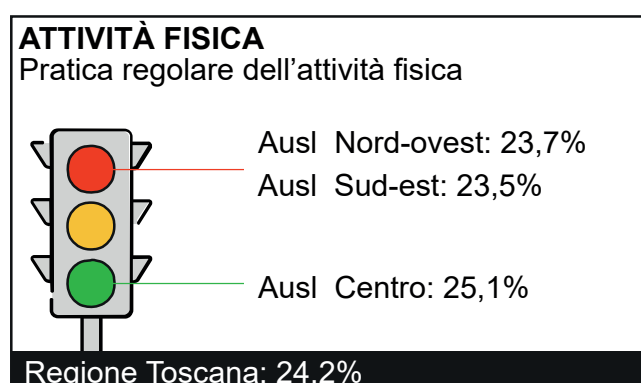 ATTIVITÀ FISICA
Pratica regolare dell'attività fisica
Ausl Nord-ovest: 23,7%
Ausl Sud-est: 23,5%
Ausl Centro: 25,1%
Regione Toscana: 24,2%